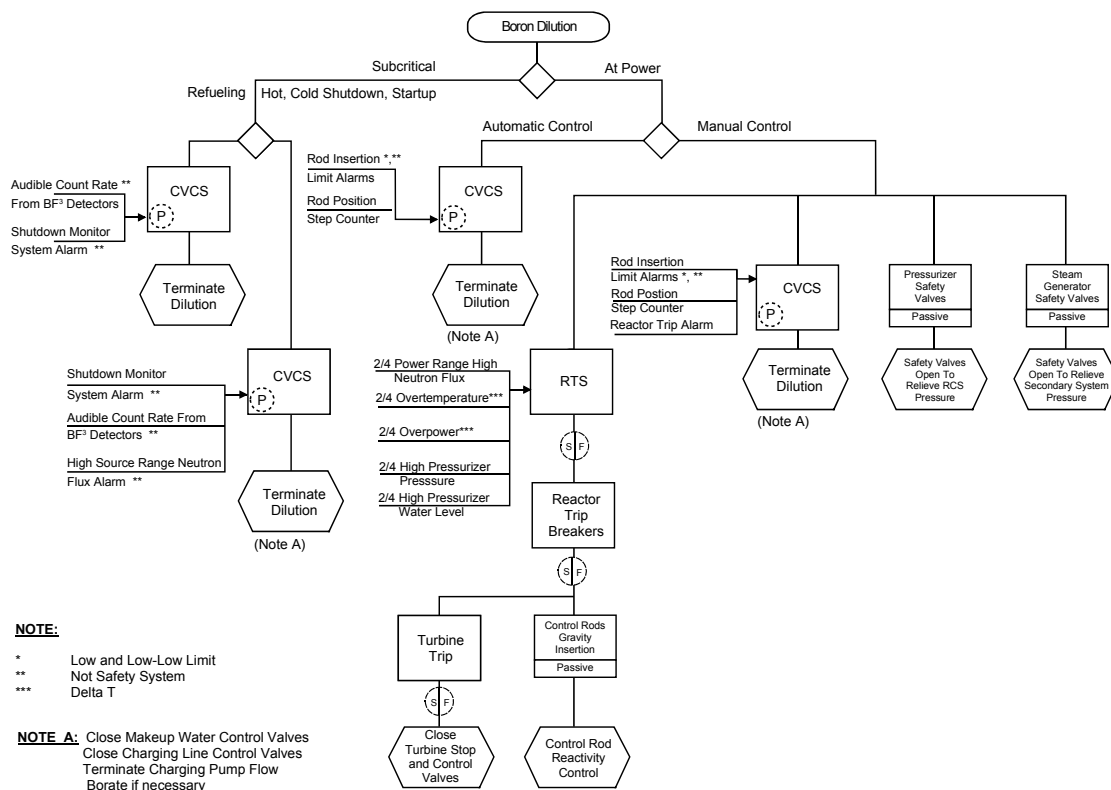 Boron Dilution
Subcritical
At Power
Refueling
Hot, Cold Shutdown, Startup
Automatic Control
Manual Control
Audible Count Rate **
From BF³ Detectors
Shutdown Monitor
System Alarm **
CVCS
P
Terminate
Dilution
Rod Insertion *,**
Limit Alarms
Rod Position
Step Counter
CVCS
P
Terminate
Dilution
(Note A)
Rod Insertion
Limit Alarms *, **
Rod Postion
Step Counter
Reactor Trip Alarm
CVCS
P
Terminate
Dilution
(Note A)
Pressurizer
Safety
Valves
Passive
Safety Valves
Open To
Relieve RCS
Pressure
Steam
Generator
Safety Valves
Passive
Safety Valves
Open To Relieve
Secondary System
Pressure
Shutdown Monitor
System Alarm **
Audible Count Rate From
BF³ Detectors **
High Source Range Neutron
Flux Alarm **
CVCS
P
Terminate
Dilution
(Note A)
2/4 Power Range High
Neutron Flux
2/4 Overtemperature***
2/4 Overpower***
2/4 High Pressurizer
Presssure
2/4 High Pressurizer
Water Level
RTS
S F
Reactor
Trip
Breakers
S F
Turbine
Trip
S F
Close
Turbine Stop
and Control
Valves
Control Rods
Gravity
Insertion
Passive
Control Rod
Reactivity
Control
NOTE:
* Low and Low-Low Limit
** Not Safety System
*** Delta T
NOTE A: Close Makeup Water Control Valves
Close Charging Line Control Valves
Terminate Charging Pump Flow
Borate if necessary